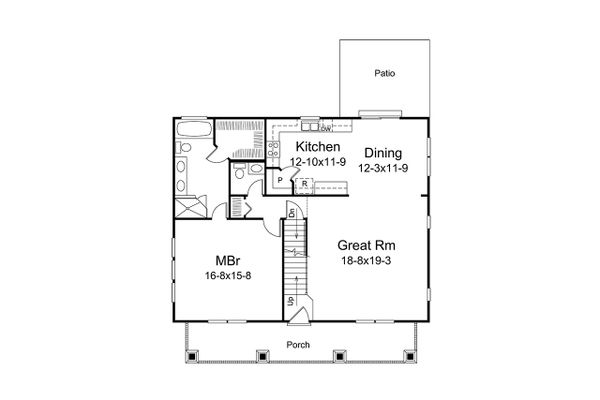 Patio
DW
Kitchen
12-10x11-9
Dining
12-3x11-9
P
R
Dn
Great Rm
18-8x19-3
MBr
16-8x15-8
Up
Porch